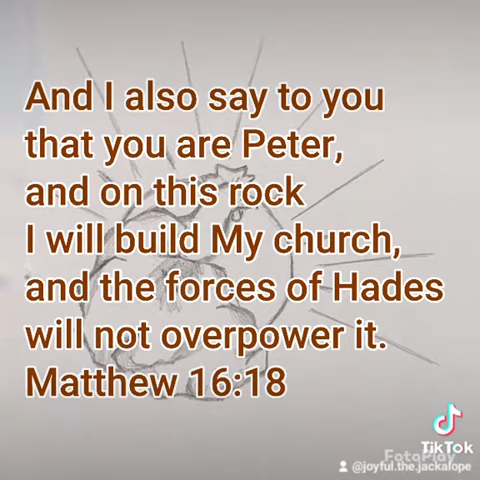 And I also say to you
that you are Peter,
and on this rock
I will build My church,
and the forces of Hades
will not overpower it.
Matthew 16:18
TikTok
FotoPlay
@joyful.the.jackalope